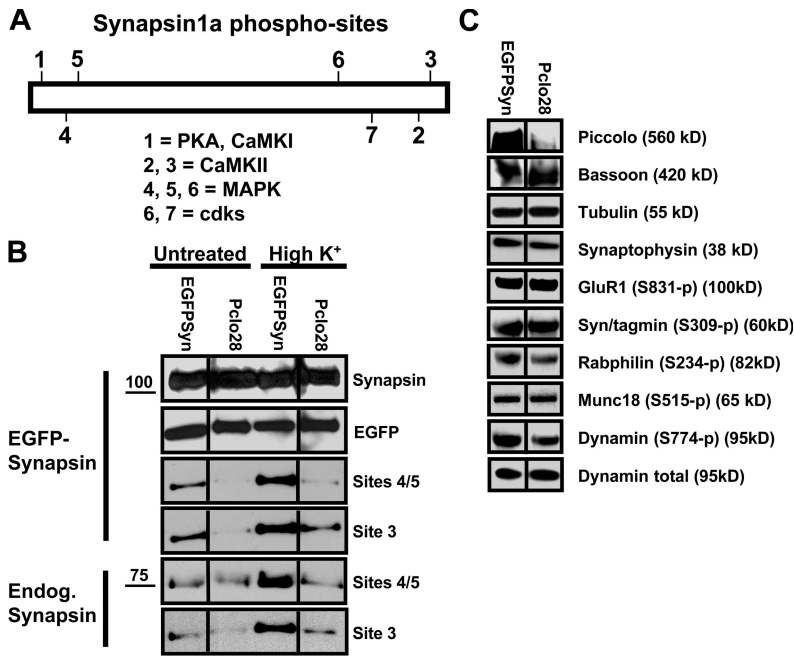 A
Synapsin1a phospho-sites
1 5 6 3
4 7 2
1 = PKA, CaMKI
2, 3 = CaMKII
4, 5, 6 = MAPK
6, 7 = cdks
B
Untreated High K+
EGFPSyn Pclo28 EGFPSyn Pclo28
100
Synapsin
EGFP
EGFP-
Synapsin
Sites 4/5
Site 3
75
Endog.
Synapsin
Sites 4/5
Site 3
C
EGFPSyn Pclo28
Piccolo (560 kD)
Bassoon (420 kD)
Tubulin (55 kD)
Synaptophysin (38 kD)
GluR1 (S831-p) (100kD)
Syn/tagmin (S309-p) (60kD)
Rabphilin (S234-p) (82kD)
Munc18 (S515-p) (65 kD)
Dynamin (S774-p) (95kD)
Dynamin total (95kD)